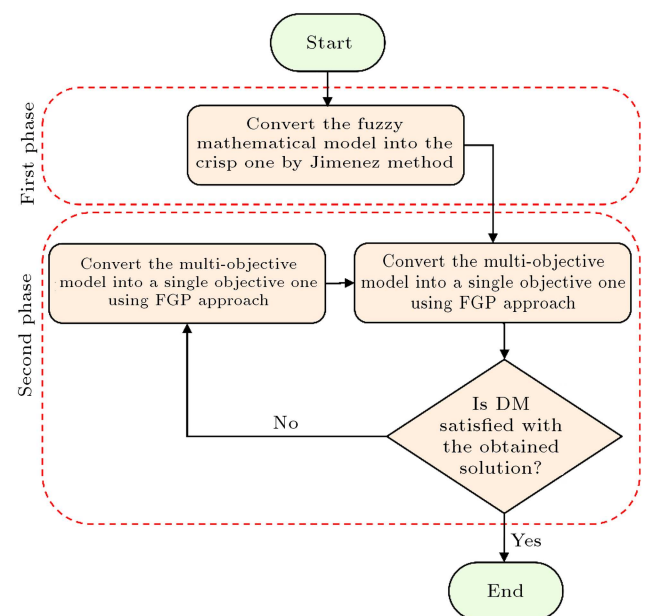 Start
First phase
Convert the fuzzy
mathematical model into the
crisp one by Jimenez method
Second phase
Convert the multi-objective
model into a single objective one
using FGP approach
Convert the multi-objective
model into a single objective one
using FGP approach
Is DM
satisfied with
the obtained
solution?
No
Yes
End